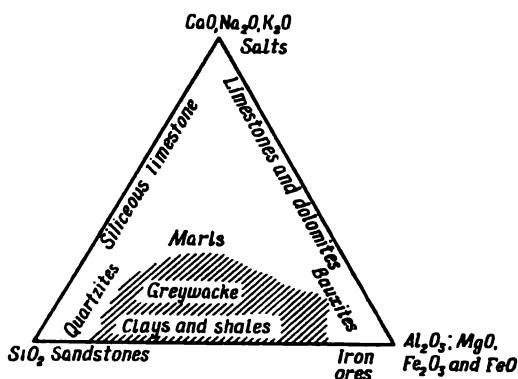 CaO, Na₂O, K₂O
Salts
Siliceous limestone
Limestones and dolomites
Marls
Quartzites
Greywacke
Bauxites
Clays and shales
SiO₂ Sandstones
Iron
ores
Al₂O₃: MgO,
Fe₂O₃ and FeO